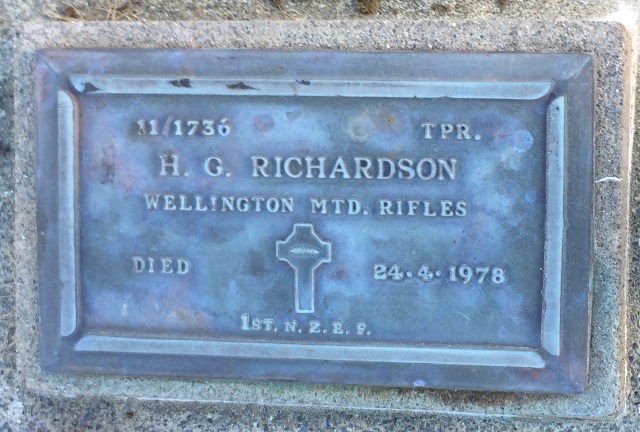 11/1736 TPR.
H. G. RICHARDSON
WELLINGTON MTD. RIFLES
DIED 24.4.1978
1ST. N.Z.E.F.